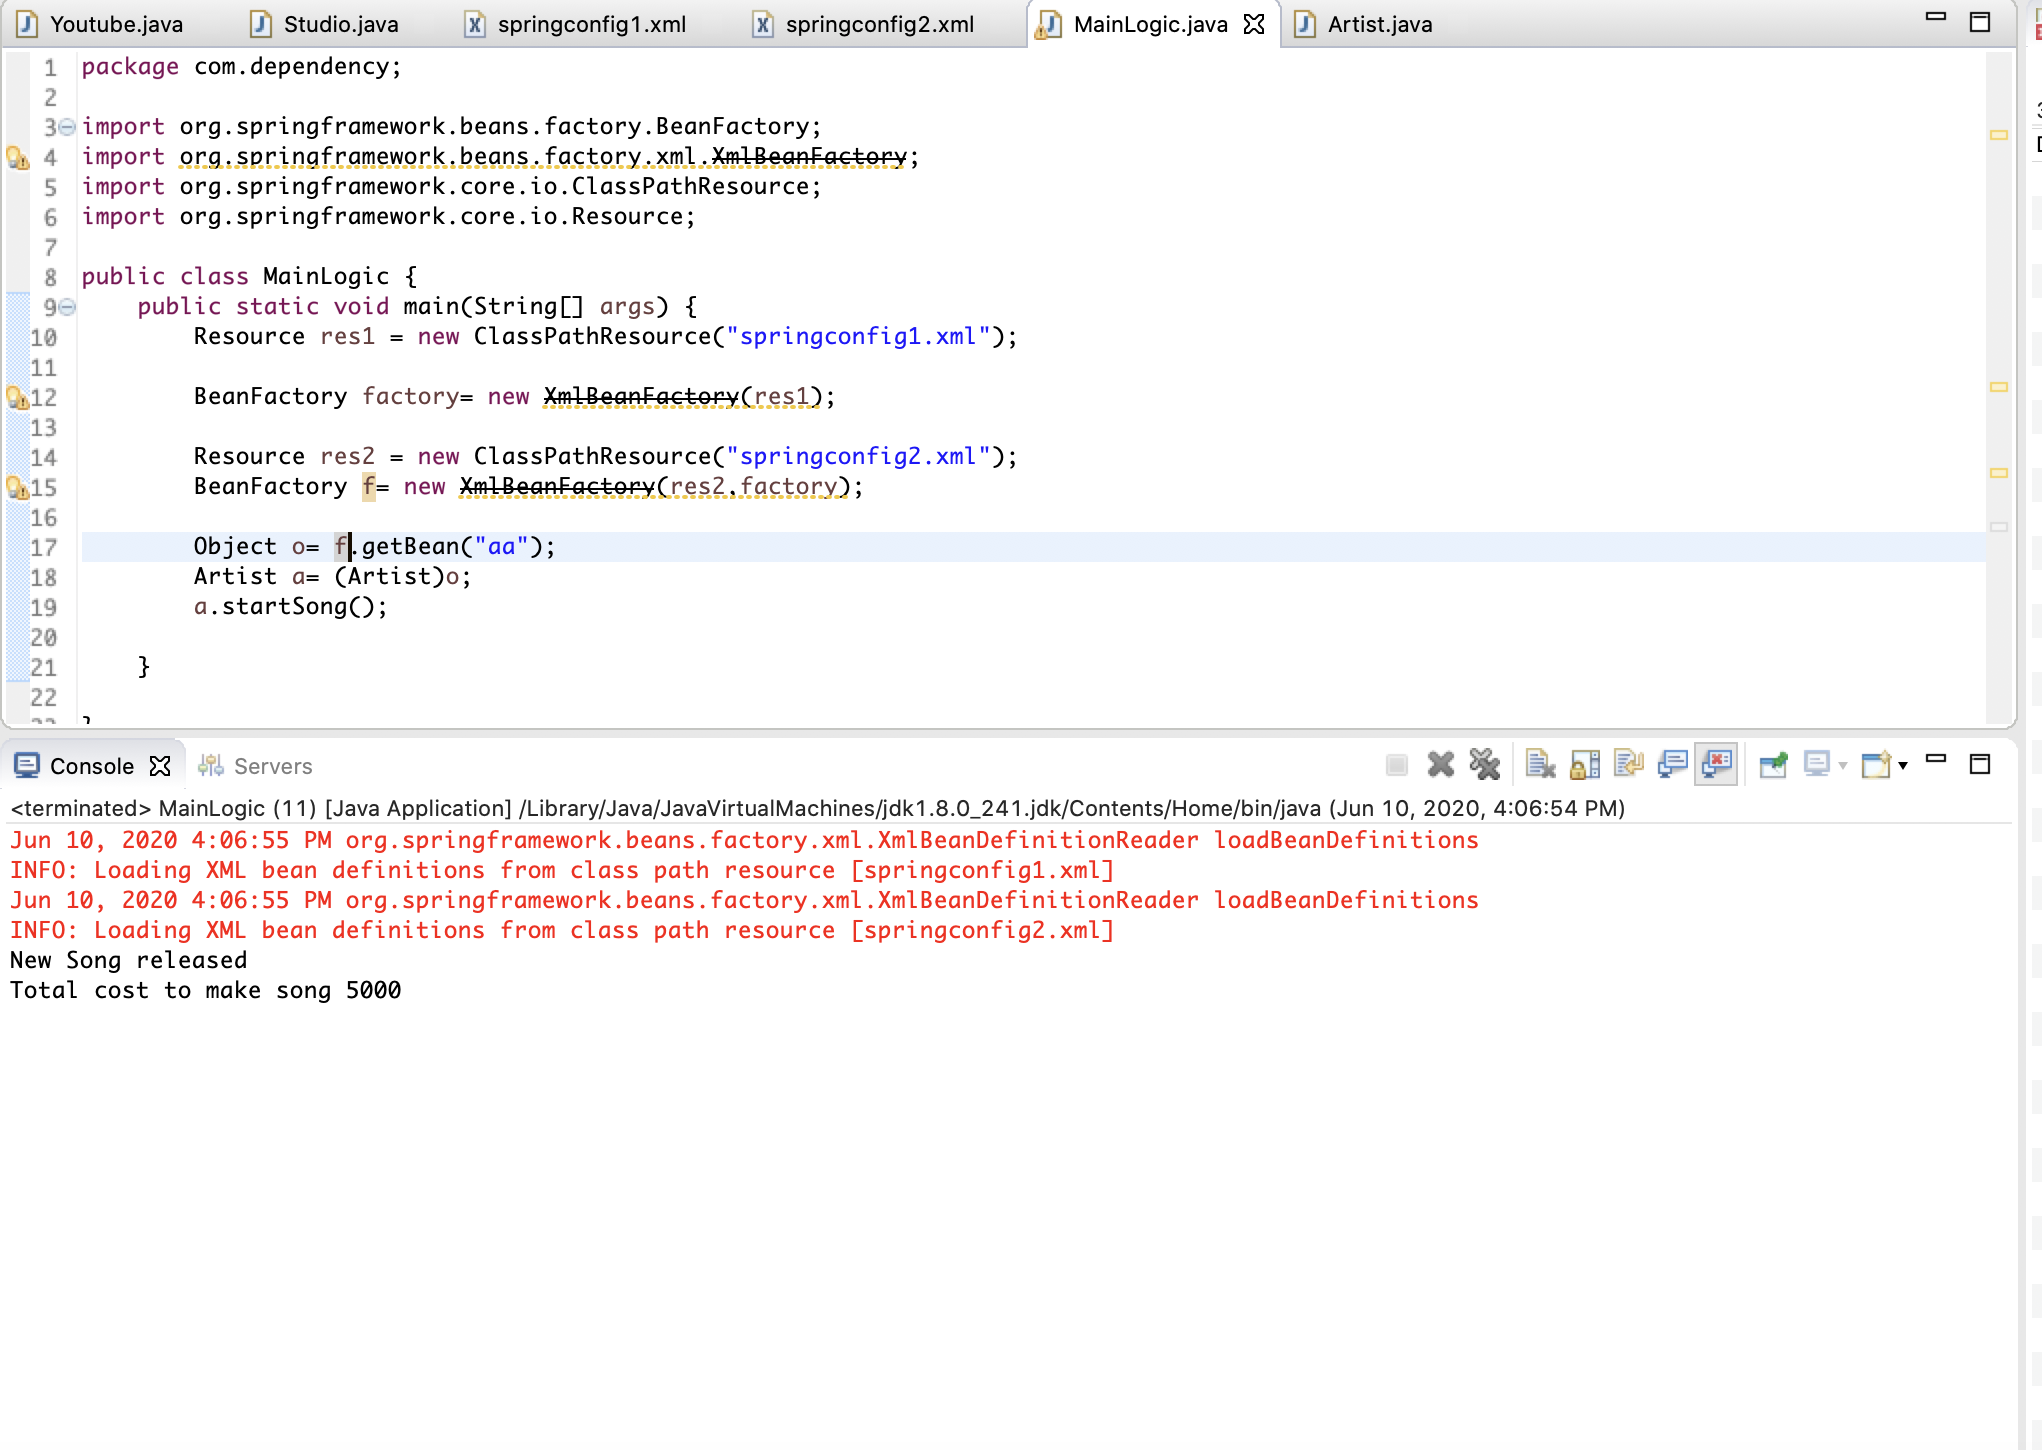 Youtube.java Studio.java springconfig1.xml springconfig2.xml MainLogic.java Artist.java
1 package com.dependency;
2
3 import org.springframework.beans.factory.BeanFactory;
4 import org.springframework.beans.factory.xml.XmlBeanFactory;
5 import org.springframework.core.io.ClassPathResource;
6 import org.springframework.core.io.Resource;
7
8 public class MainLogic {
9 public static void main(String[] args) {
10 Resource res1 = new ClassPathResource("springconfig1.xml");
11
12 BeanFactory factory= new XmlBeanFactory(res1);
13
14 Resource res2 = new ClassPathResource("springconfig2.xml");
15 BeanFactory f= new XmlBeanFactory(res2,factory);
16
17 Object o= f.getBean("aa");
18 Artist a= (Artist)o;
19 a.startSong();
20
21 }
22
Console Servers
<terminated> MainLogic (11) [Java Application] /Library/Java/JavaVirtualMachines/jdk1.8.0_241.jdk/Contents/Home/bin/java (Jun 10, 2020, 4:06:54 PM)
Jun 10, 2020 4:06:55 PM org.springframework.beans.factory.xml.XmlBeanDefinitionReader loadBeanDefinitions
INFO: Loading XML bean definitions from class path resource [springconfig1.xml]
Jun 10, 2020 4:06:55 PM org.springframework.beans.factory.xml.XmlBeanDefinitionReader loadBeanDefinitions
INFO: Loading XML bean definitions from class path resource [springconfig2.xml]
New Song released
Total cost to make song 5000